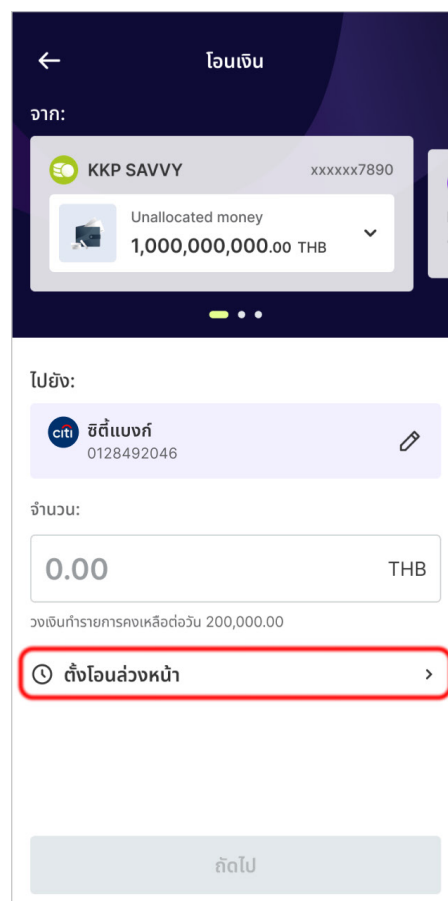 โอนเงิน
จาก:
KKP SAVVY xxxxxx7890
Unallocated money
1,000,000,000.00 THB
ไปยัง:
citi ซิตี้แบงก์
0128492046
จำนวน:
0.00 THB
วงเงินทำรายการคงเหลือต่อวัน 200,000.00
ตั้งโอนล่วงหน้า
ถัดไป